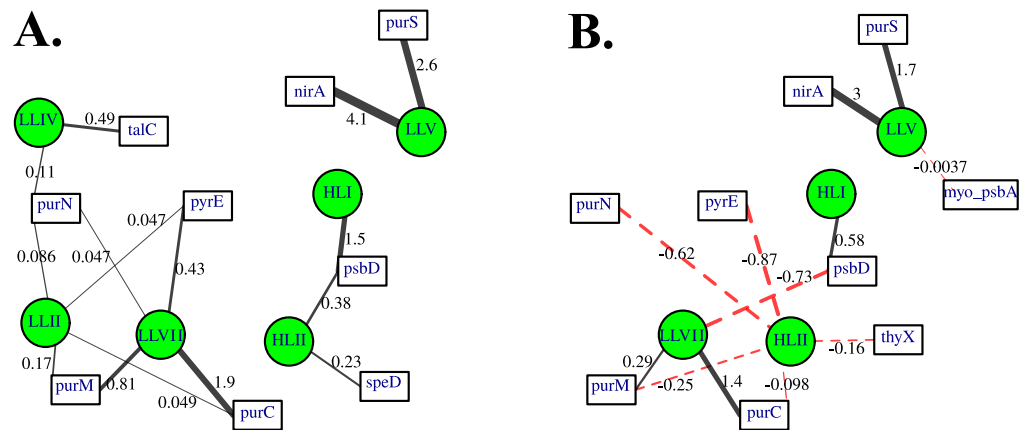 A.
purS
2.6
nirA
4.1
LLV
LLIV
0.49
talC
0.11
purN
pyrE
0.047
0.086
0.047
0.43
HLI
1.5
psbD
0.38
LLII
LLVII
HLII
0.23
speD
0.17
purM
0.81
1.9
0.049
purC
B.
purS
1.7
nirA
3
LLV
-0.0037
myo_psbA
HLI
0.58
psbD
purN
pyrE
-0.62
-0.87
-0.73
LLVII
HLII
thyX
-0.16
0.29
purM
-0.25
1.4
-0.098
purC